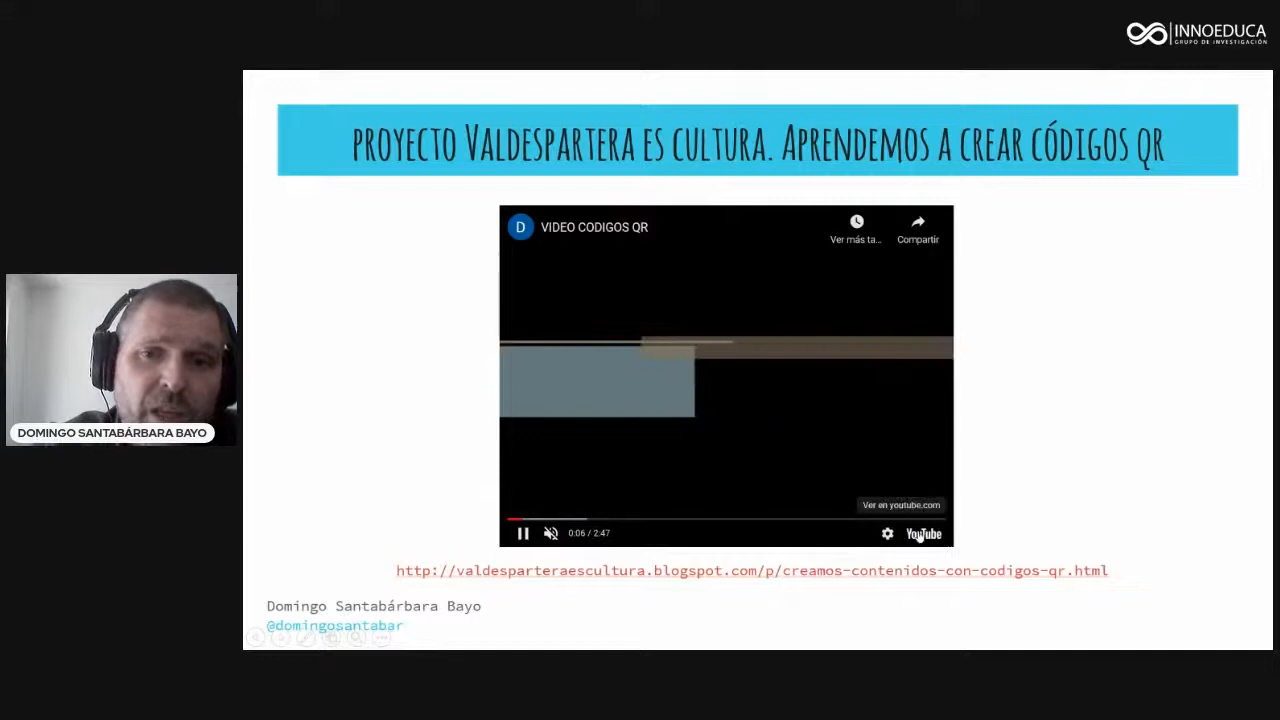 INNOEDUCA
GRUPO DE INVESTIGACIÓN
PROYECTO VALDESPARTERA ES CULTURA. APRENDEMOS A CREAR CÓDIGOS QR
D VIDEO CODIGOS QR
Ver más ta... Compartir
DOMINGO SANTABÁRBARA BAYO
Ver en youtube.com
0:06 / 2:47 YouTube
http://valdesparteraescultura.blogspot.com/p/creamos-contenidos-con-codigos-qr.html
Domingo Santabárbara Bayo
@domingosantabar